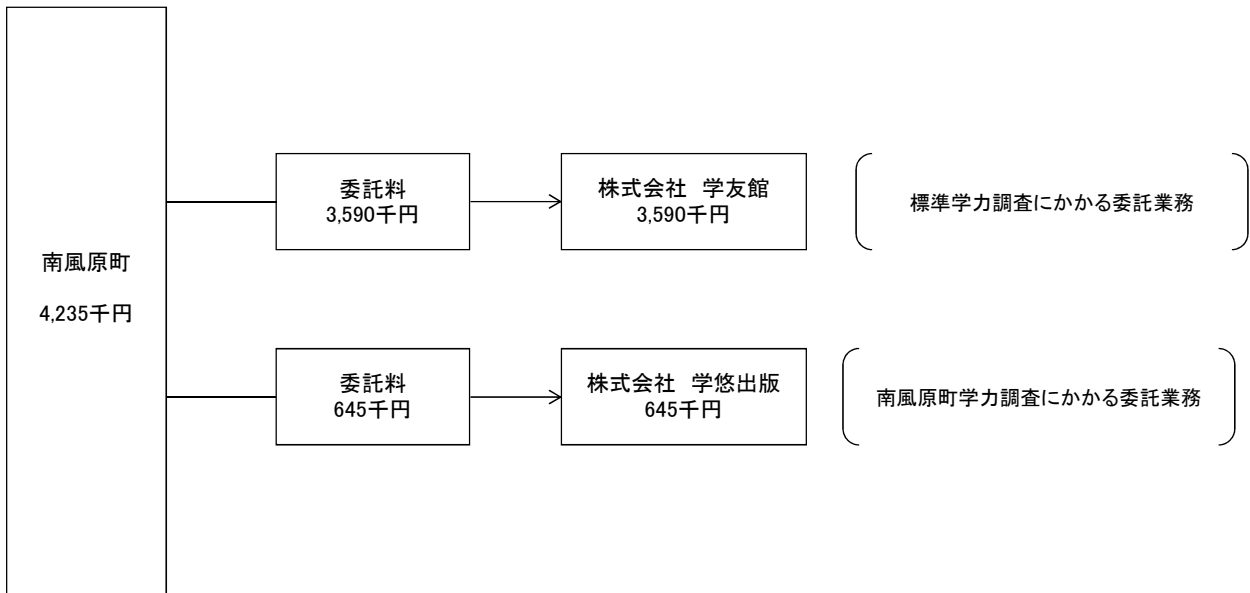 南風原町
4,235千円
委託料
3,590千円
株式会社　学友館
3,590千円
標準学力調査にかかる委託業務
委託料
645千円
株式会社　学悠出版
645千円
南風原町学力調査にかかる委託業務